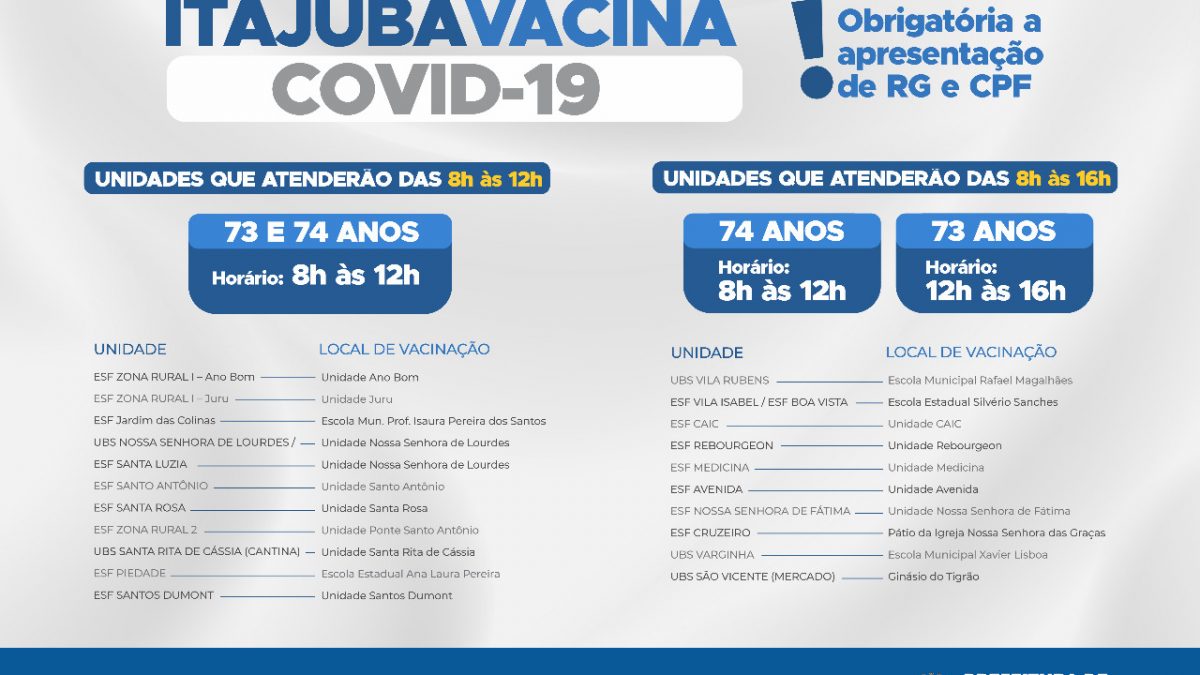 ITAJUBÁVACINA
COVID-19
Obrigatória a
apresentação
de RG e CPF
UNIDADES QUE ATENDERÃO DAS 8h às 12h
73 E 74 ANOS
Horário: 8h às 12h
UNIDADE LOCAL DE VACINAÇÃO
ESF ZONA RURAL I – Ano Bom Unidade Ano Bom
ESF ZONA RURAL I – Juru Unidade Juru
ESF Jardim das Colinas Escola Mun. Prof. Isaura Pereira dos Santos
UBS NOSSA SENHORA DE LOURDES / Unidade Nossa Senhora de Lourdes
ESF SANTA LUZIA Unidade Nossa Senhora de Lourdes
ESF SANTO ANTÔNIO Unidade Santo Antônio
ESF SANTA ROSA Unidade Santa Rosa
ESF ZONA RURAL 2 Unidade Ponte Santo Antônio
UBS SANTA RITA DE CÁSSIA (CANTINA) Unidade Santa Rita de Cássia
ESF PIEDADE Escola Estadual Ana Laura Pereira
ESF SANTOS DUMONT Unidade Santos Dumont
UNIDADES QUE ATENDERÃO DAS 8h às 16h
74 ANOS
Horário:
8h às 12h
73 ANOS
Horário:
12h às 16h
UNIDADE LOCAL DE VACINAÇÃO
UBS VILA RUBENS Escola Municipal Rafael Magalhães
ESF VILA ISABEL / ESF BOA VISTA Escola Estadual Silvério Sanches
ESF CAIC Unidade CAIC
ESF REBOURGEON Unidade Rebourgeon
ESF MEDICINA Unidade Medicina
ESF AVENIDA Unidade Avenida
ESF NOSSA SENHORA DE FÁTIMA Unidade Nossa Senhora de Fátima
ESF CRUZEIRO Pátio da Igreja Nossa Senhora das Graças
UBS VARGINHA Escola Municipal Xavier Lisboa
UBS SÃO VICENTE (MERCADO) Ginásio do Tigrão
PREFEITURA DE